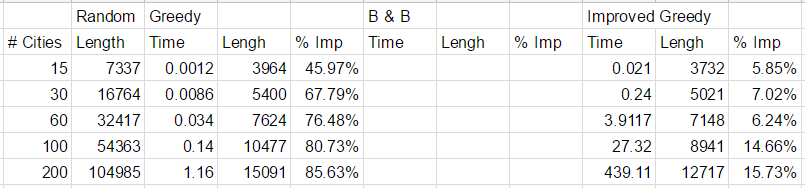 Random Greedy B & B Improved Greedy
# Cities Length Time Lengh % Imp Time Lengh % Imp Time Lengh % Imp
15 7337 0.0012 3964 45.97% 0.021 3732 5.85%
30 16764 0.0086 5400 67.79% 0.24 5021 7.02%
60 32417 0.034 7624 76.48% 3.9117 7148 6.24%
100 54363 0.14 10477 80.73% 27.32 8941 14.66%
200 104985 1.16 15091 85.63% 439.11 12717 15.73%